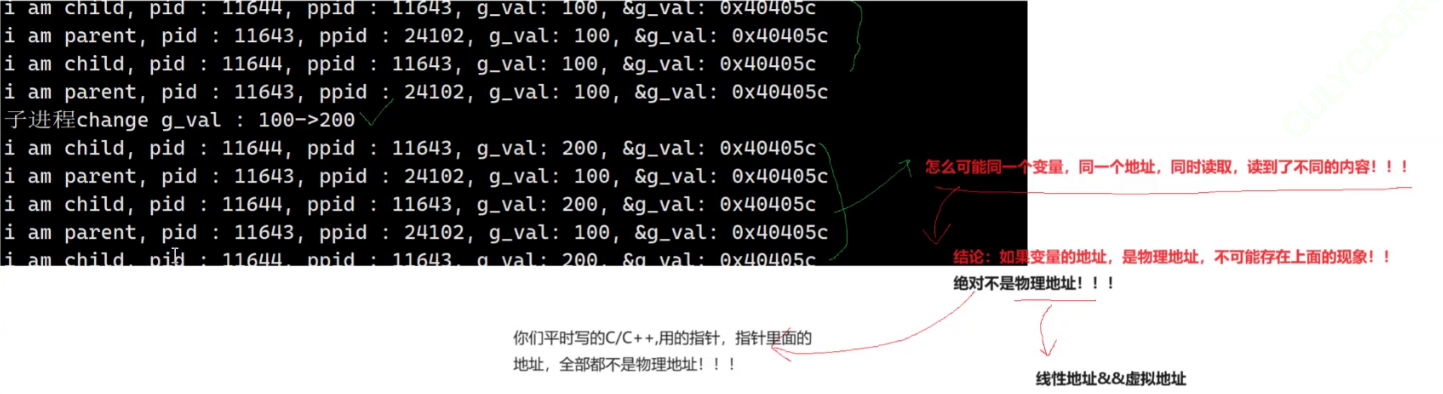 i am child, pid : 11644, ppid : 11643, g_val: 100, &g_val: 0x40405c
i am parent, pid : 11643, ppid : 24102, g_val: 100, &g_val: 0x40405c
i am child, pid : 11644, ppid : 11643, g_val: 100, &g_val: 0x40405c
i am parent, pid : 11643, ppid : 24102, g_val: 100, &g_val: 0x40405c
子进程change g_val : 100->200
i am child, pid : 11644, ppid : 11643, g_val: 200, &g_val: 0x40405c
i am parent, pid : 11643, ppid : 24102, g_val: 100, &g_val: 0x40405c
i am child, pid : 11644, ppid : 11643, g_val: 200, &g_val: 0x40405c
i am parent, pid : 11643, ppid : 24102, g_val: 100, &g_val: 0x40405c
i am child, pid : 11644, ppid : 11643, g_val: 200, &g_val: 0x40405c
怎么可能同一个变量，同一个地址，同时读取，读到了不同的内容！！！
结论：如果变量的地址，是物理地址，不可能存在上面的现象！！
绝对不是物理地址！！！
你们平时写的C/C++,用的指针，指针里面的
地址，全部都不是物理地址！！！
线性地址&&虚拟地址